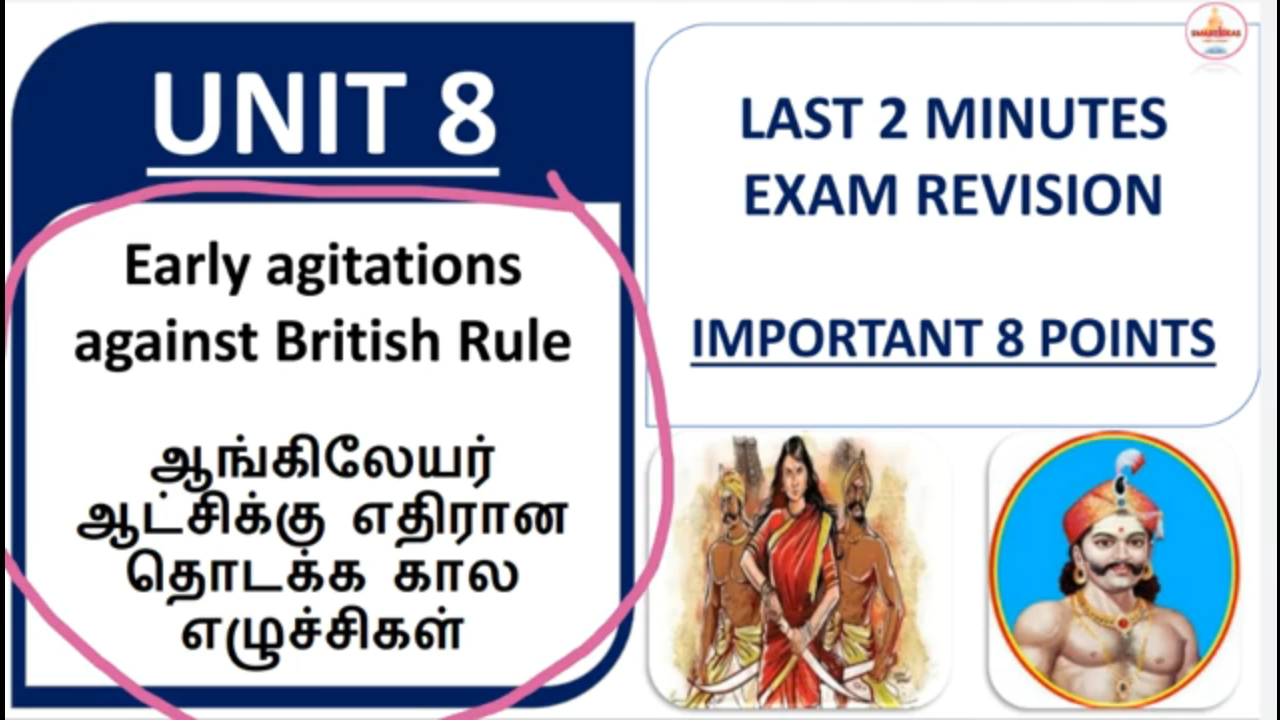 UNIT 8
Early agitations
against British Rule
ஆங்கிலேயர்
ஆட்சிக்கு எதிரான
தொடக்க கால
எழுச்சிகள்
LAST 2 MINUTES
EXAM REVISION
IMPORTANT 8 POINTS